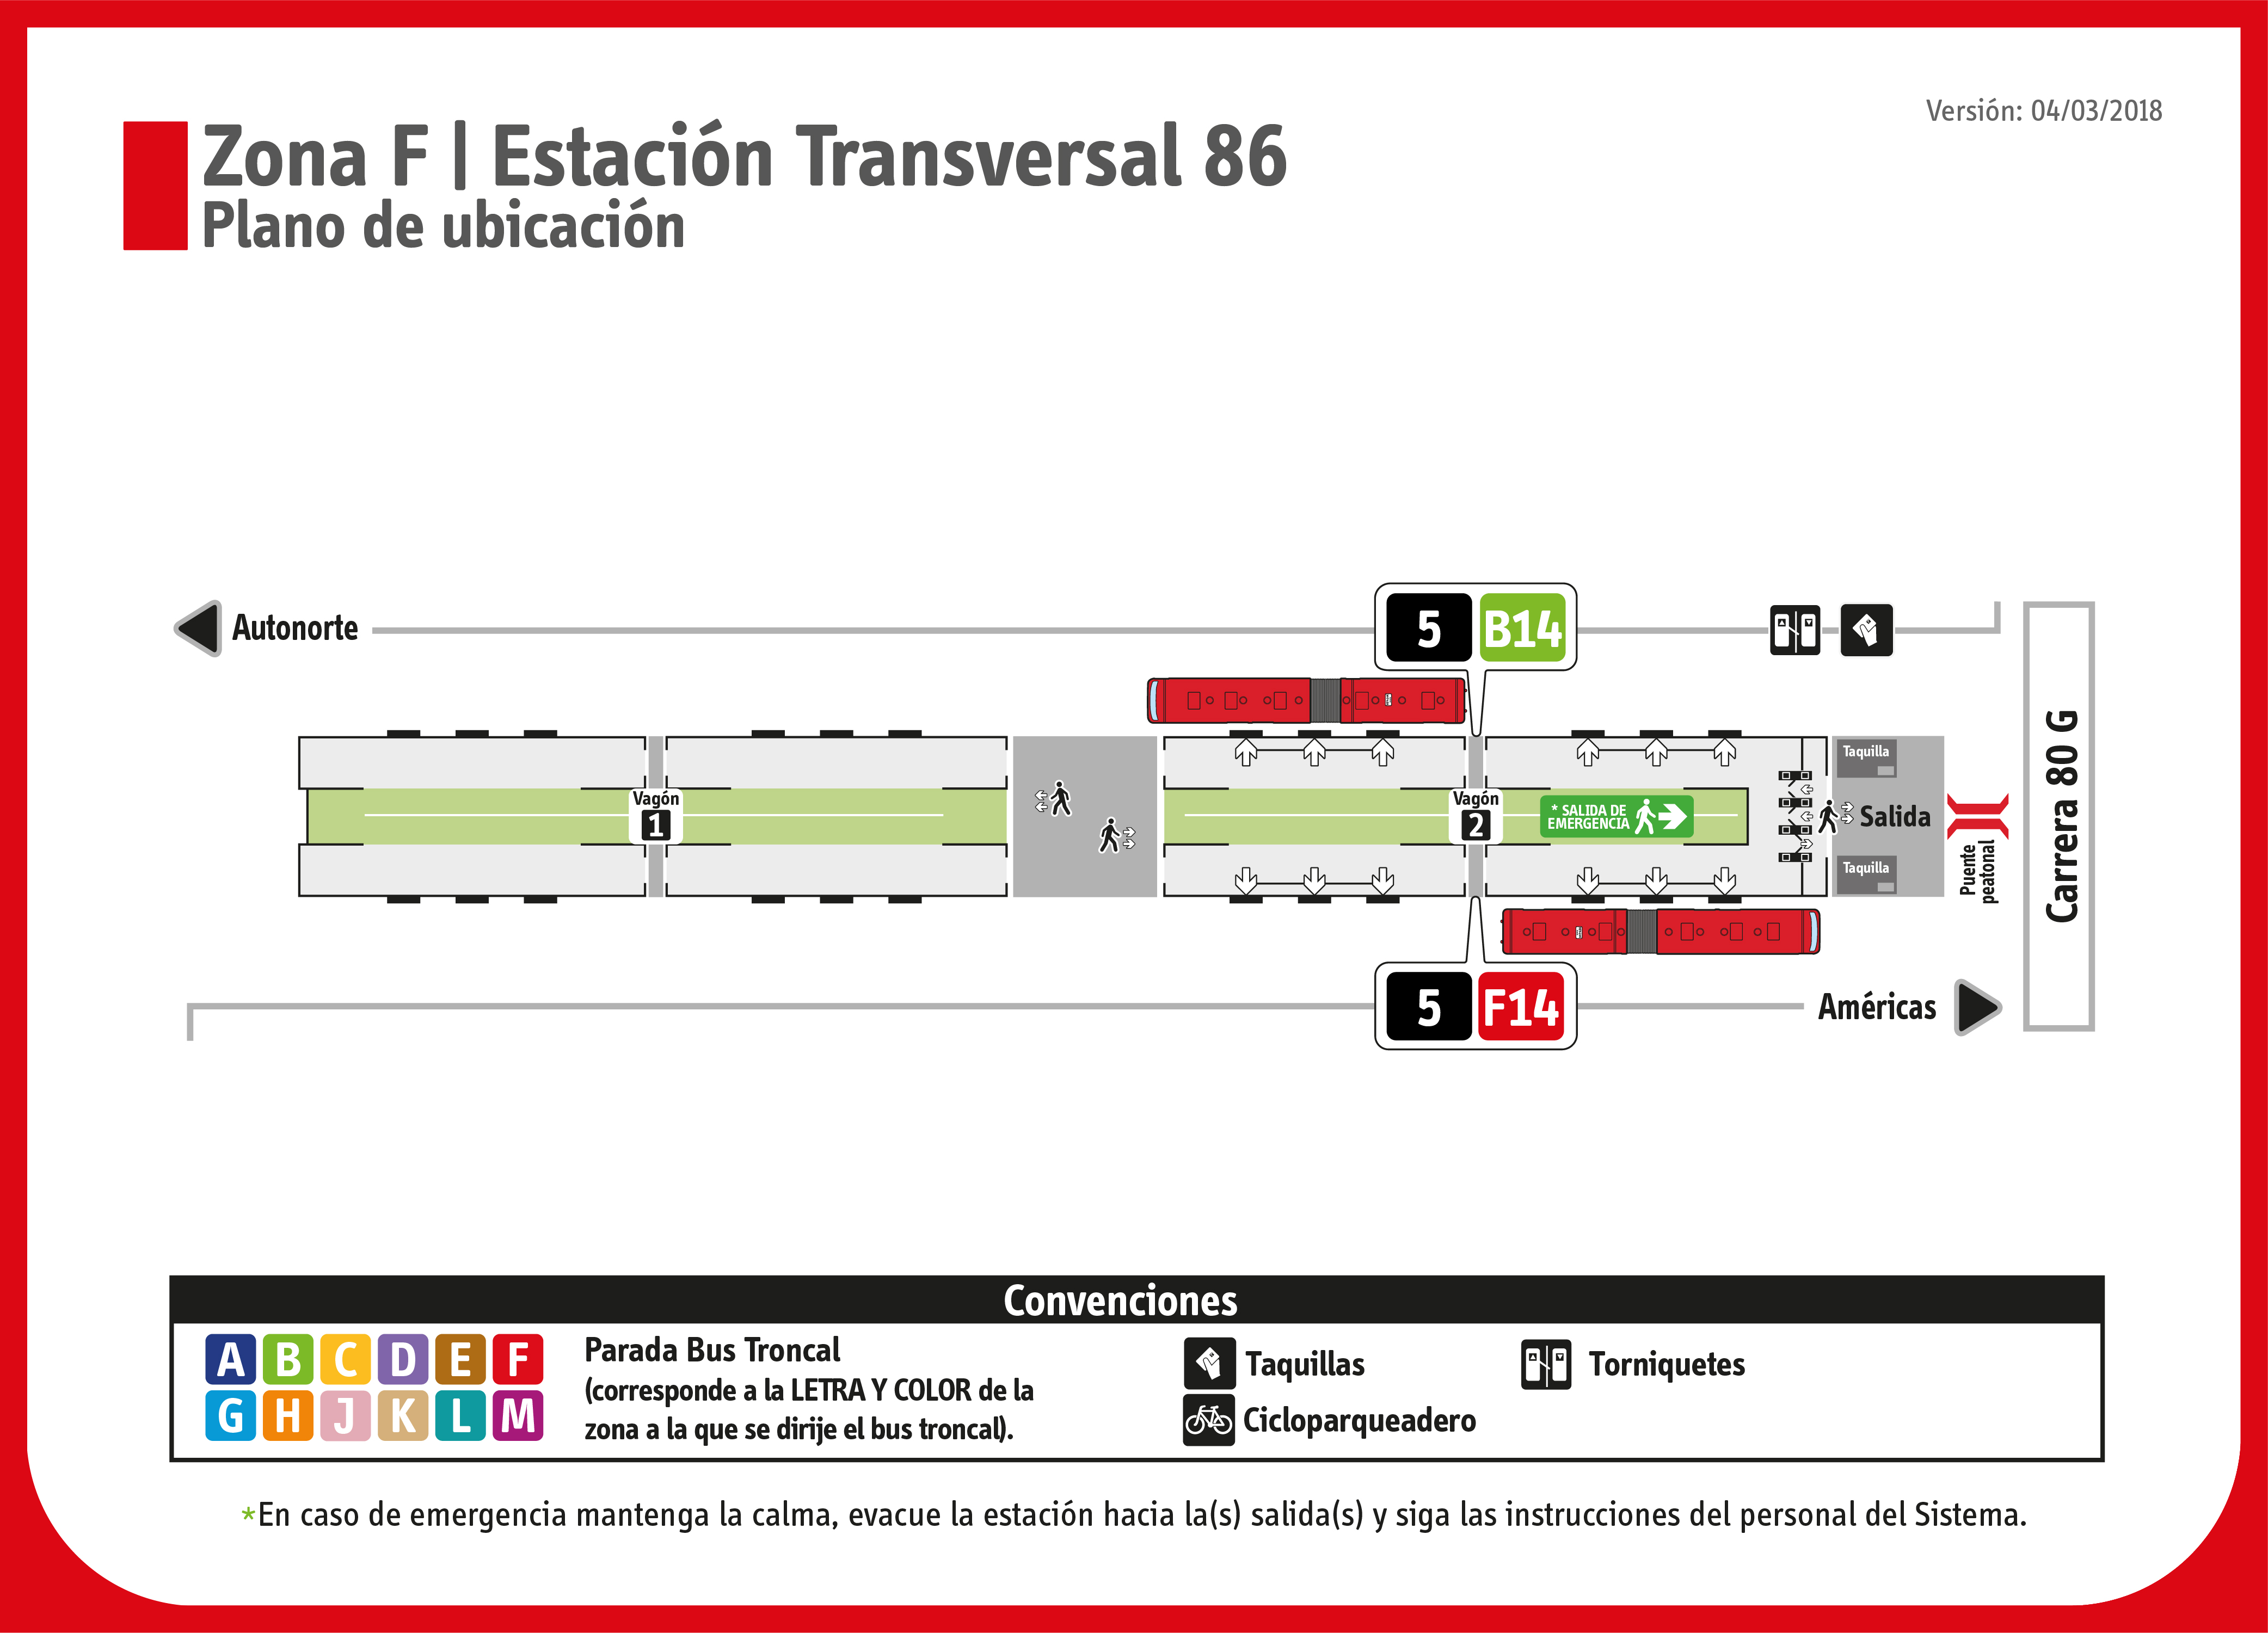 Versión: 04/03/2018
Zona F | Estación Transversal 86
Plano de ubicación
Autonorte
5 B14
Carrera 80 G
Taquilla
Vagón
1
Vagón
2
* SALIDA DE
EMERGENCIA
Salida
Taquilla
Puente
peatonal
5 F14
Américas
Convenciones
A B C D E F
G H J K L M
Parada Bus Troncal
(corresponde a la LETRA Y COLOR de la
zona a la que se dirije el bus troncal).
Taquillas
Torniquetes
Cicloparqueadero
*En caso de emergencia mantenga la calma, evacue la estación hacia la(s) salida(s) y siga las instrucciones del personal del Sistema.